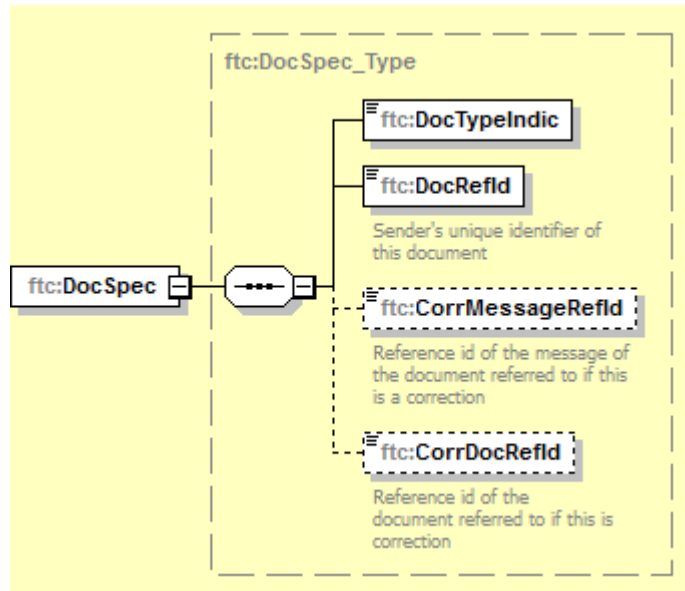 ftc:DocSpec_Type
ftc:DocTypeIndic
ftc:DocRefId
Sender's unique identifier of
this document
ftc:DocSpec
ftc:CorrMessageRefId
Reference id of the message of
the document referred to if this
is a correction
ftc:CorrDocRefId
Reference id of the
document referred to if this is
correction